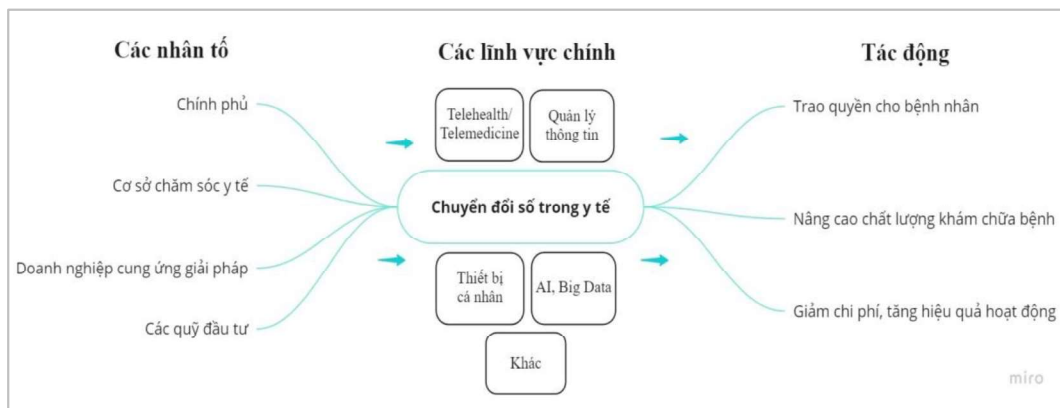 Các nhân tố
Chính phủ
Cơ sở chăm sóc y tế
Doanh nghiệp cung ứng giải pháp
Các quỹ đầu tư
Các lĩnh vực chính
Telehealth/
Telemedicine
Quản lý
thông tin
Chuyển đổi số trong y tế
Thiết bị
cá nhân
AI, Big Data
Khác
Tác động
Trao quyền cho bệnh nhân
Nâng cao chất lượng khám chữa bệnh
Giảm chi phí, tăng hiệu quả hoạt động
miro